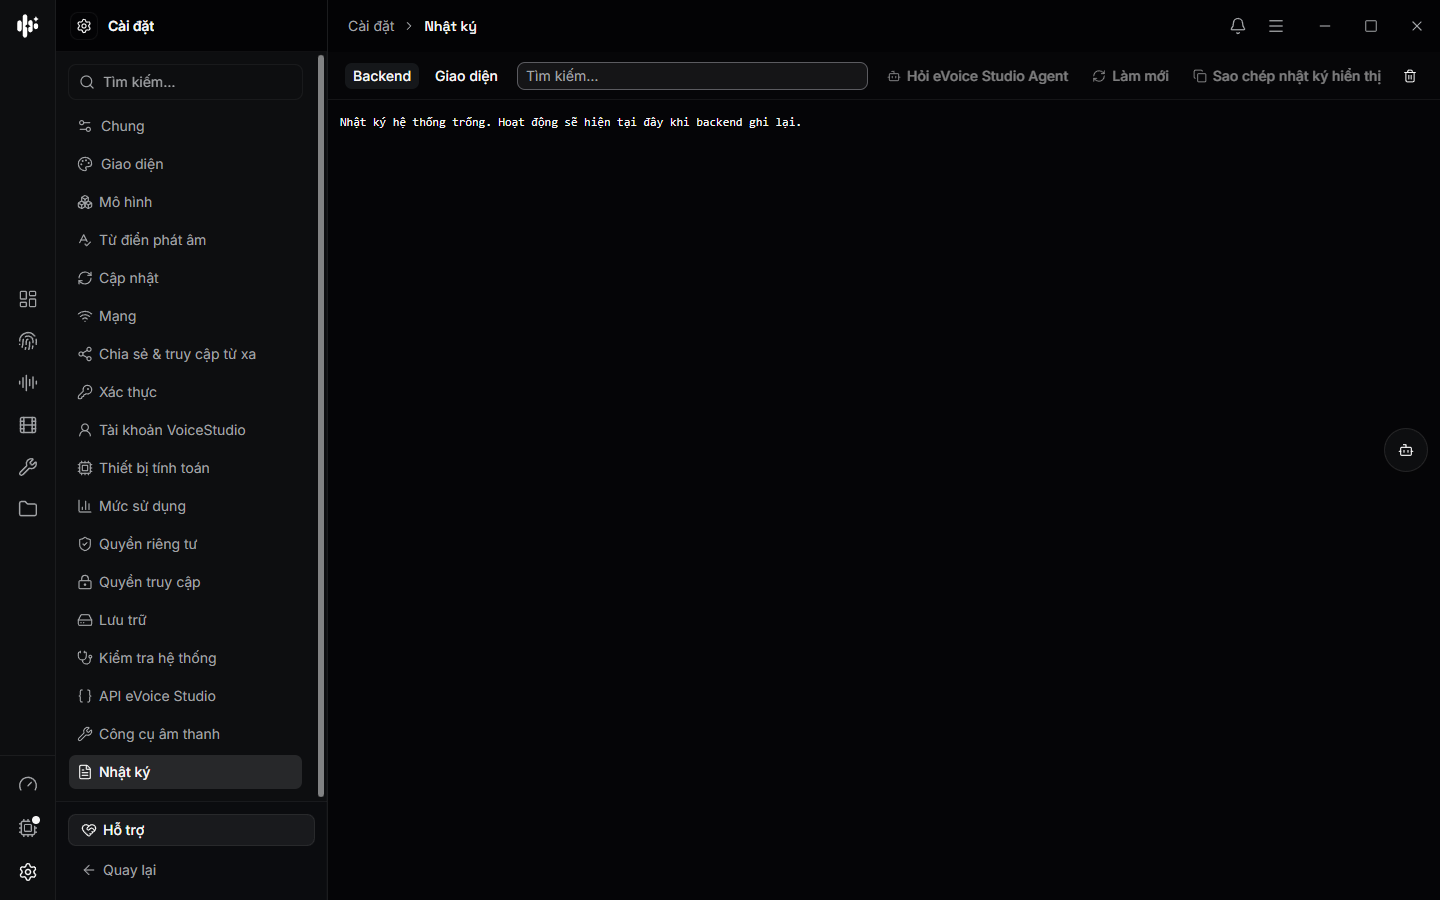 Cài đặt
Tìm kiếm...
Chung
Giao diện
Mô hình
Từ điển phát âm
Cập nhật
Mạng
Chia sẻ & truy cập từ xa
Xác thực
Tài khoản VoiceStudio
Thiết bị tính toán
Mức sử dụng
Quyền riêng tư
Quyền truy cập
Lưu trữ
Kiểm tra hệ thống
API eVoice Studio
Công cụ âm thanh
Nhật ký
Hỗ trợ
Quay lại
Cài đặt > Nhật ký
Backend Giao diện Tìm kiếm... Hỏi eVoice Studio Agent Làm mới Sao chép nhật ký hiển thị
Nhật ký hệ thống trống. Hoạt động sẽ hiện tại đây khi backend ghi lại.